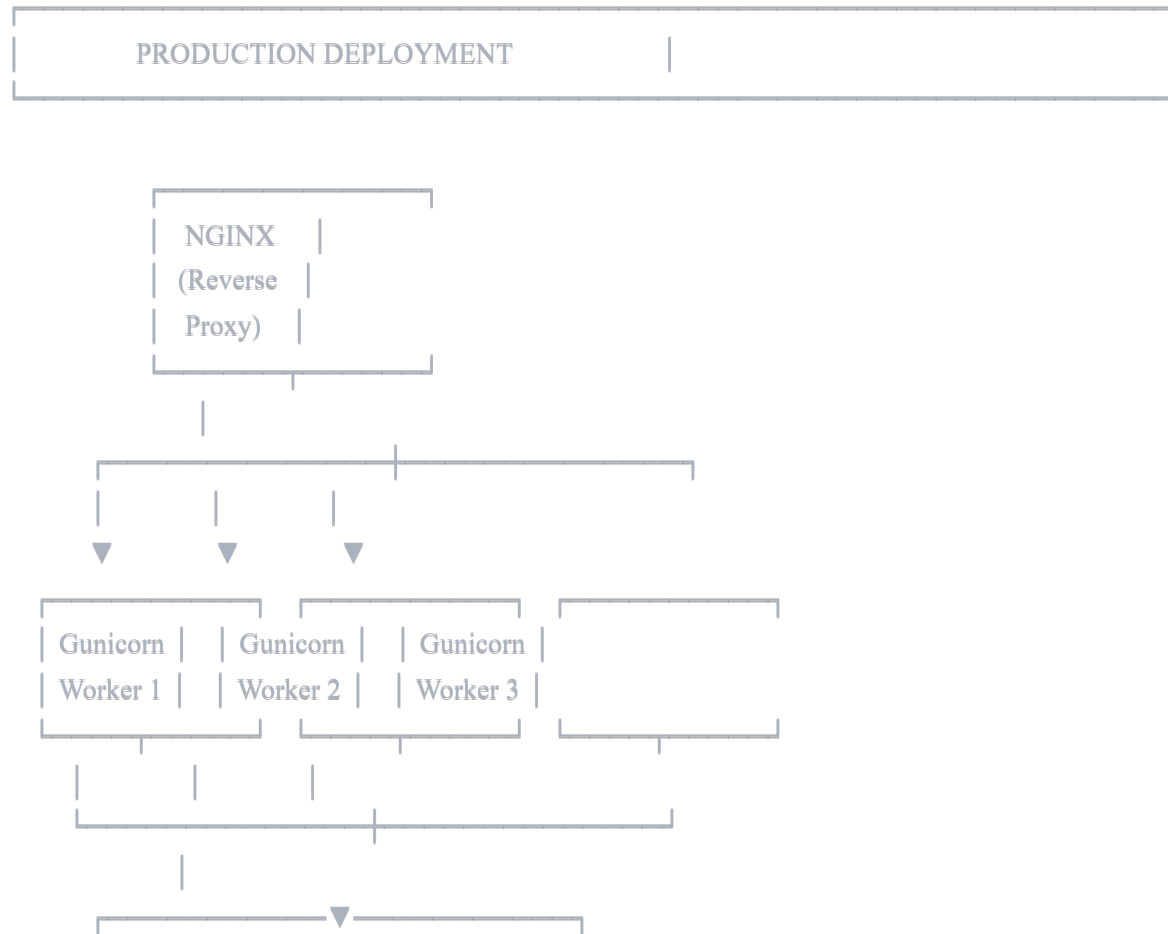 PRODUCTION DEPLOYMENT
NGINX
(Reverse
Proxy)
Gunicorn Gunicorn Gunicorn
Worker 1 Worker 2 Worker 3